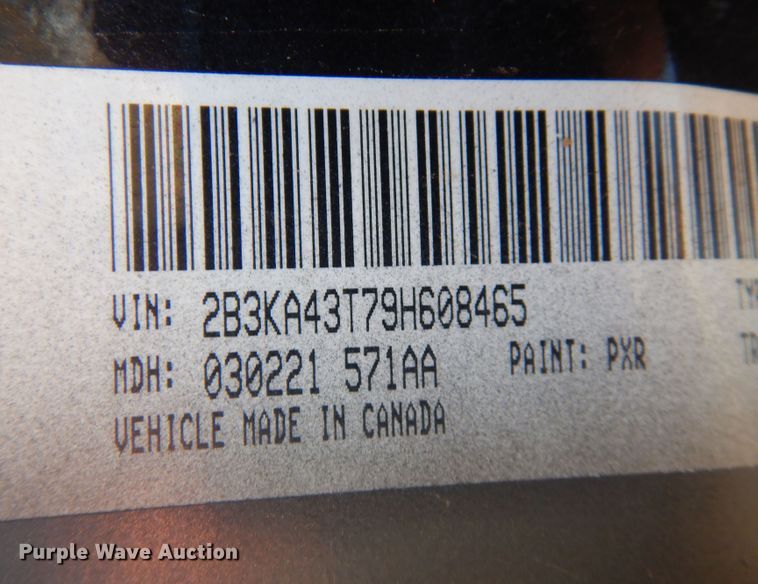 VIN: 2B3KA43T79H608465
MDH: 030221 571AA PAINT: PXR
VEHICLE MADE IN CANADA
Purple Wave Auction